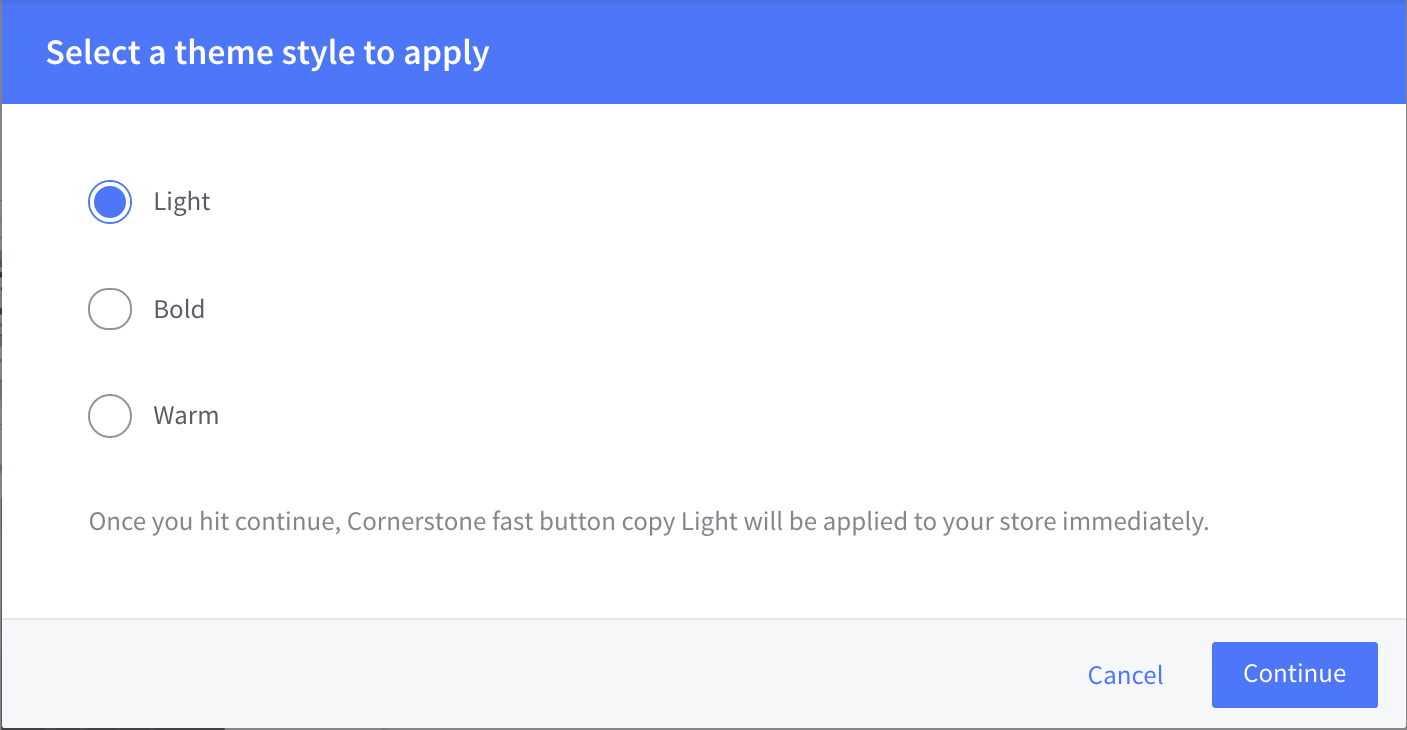 Select a theme style to apply
Light
Bold
Warm
Once you hit continue, Cornerstone fast button copy Light will be applied to your store immediately.
Cancel
Continue